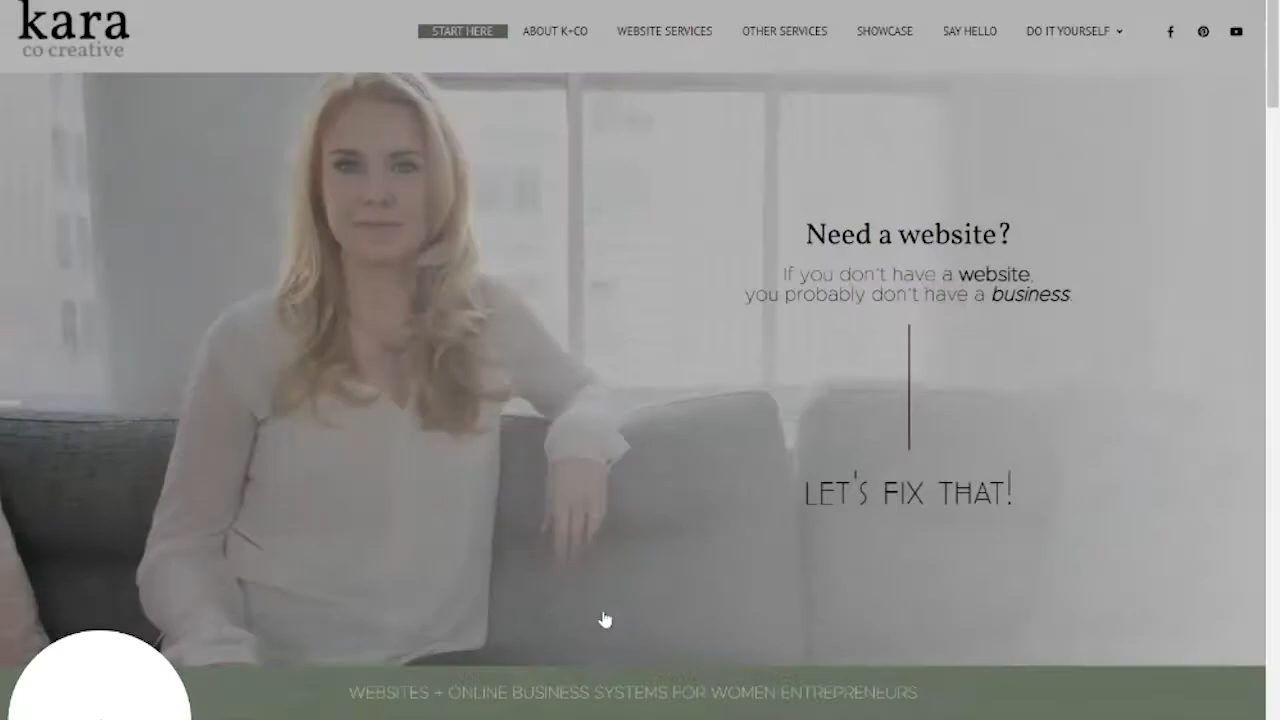 kara
co creative
START HERE
ABOUT K+CO
WEBSITE SERVICES
OTHER SERVICES
SHOWCASE
SAY HELLO
DO IT YOURSELF
Need a website?
If you don't have a website,
you probably don't have a business.
LET'S FIX THAT!
WEBSITES + ONLINE BUSINESS SYSTEMS FOR WOMEN ENTREPRENEURS